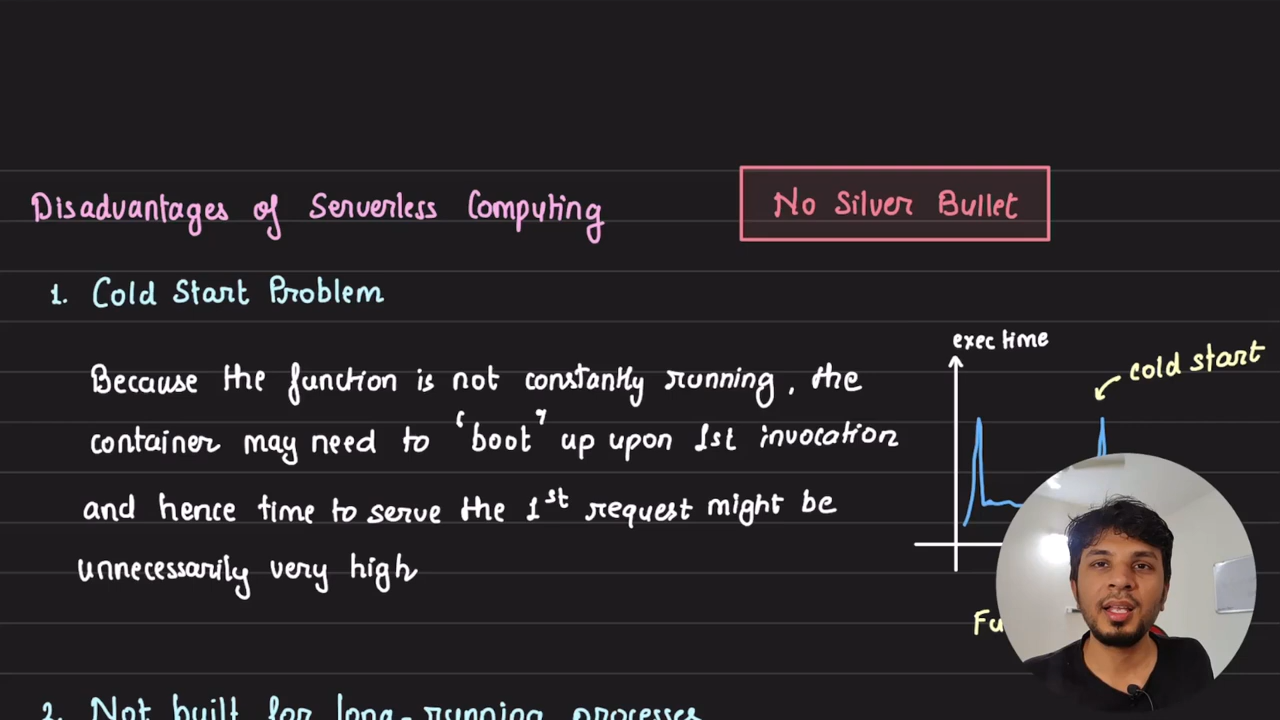 Disadvantages of Serverless Computing
No Silver Bullet
1. Cold Start Problem
Because the function is not constantly running, the
container may need to "boot" up upon 1st invocation
and hence time to serve the 1st request might be
unnecessarily very high
exec time
cold start
2. Not built for long-running processes